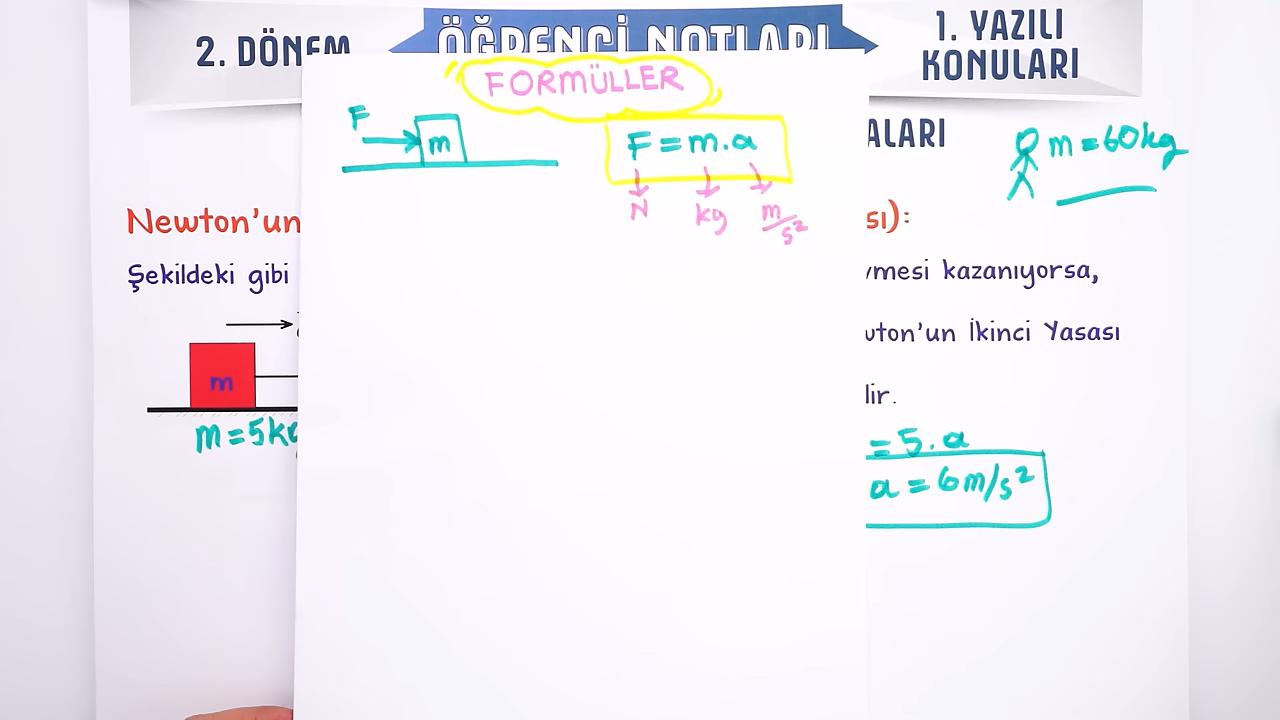 2. DÖNEM
ÖĞRENCİ NOTLARI
1. YAZILI
KONULARI
FORMÜLLER
F
m
F = m.a
N
kg
m/s²
ALARI
m = 60kg
Newton'un
sı):
Şekildeki gibi
vmesi kazanıyorsa,
wton'un İkinci Yasası
m
lir.
m = 5kg
= 5.a
a = 6m/s²